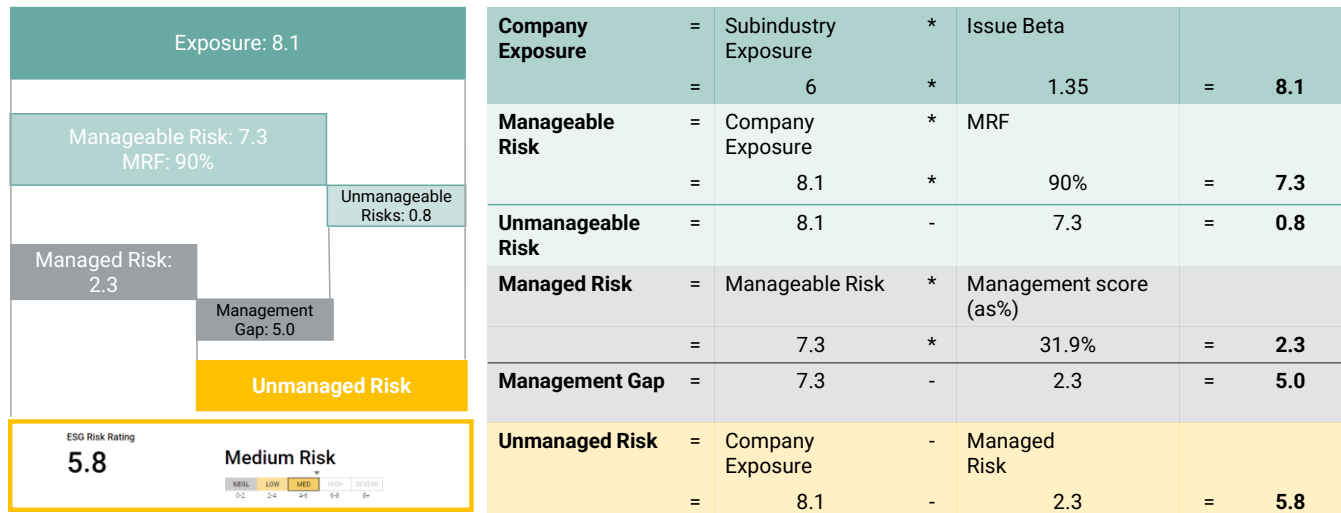 Exposure: 8.1
Manageable Risk: 7.3
MRF: 90%
Unmanageable
Risks: 0.8
Managed Risk:
2.3
Management
Gap: 5.0
Unmanaged Risk
ESG Risk Rating
5.8
Medium Risk
NEGL LOW MED HIGH SEVERE
0-2 2-4 4-6 6-8 8+
Company = Subindustry * Issue Beta
Exposure Exposure
= 6 * 1.35 = 8.1
Manageable = Company * MRF
Risk Exposure
= 8.1 * 90% = 7.3
Unmanageable = 8.1 - 7.3 = 0.8
Risk
Managed Risk = Manageable Risk * Management score
(as%)
= 7.3 * 31.9% = 2.3
Management Gap = 7.3 - 2.3 = 5.0
Unmanaged Risk = Company - Managed
Exposure Risk
= 8.1 - 2.3 = 5.8